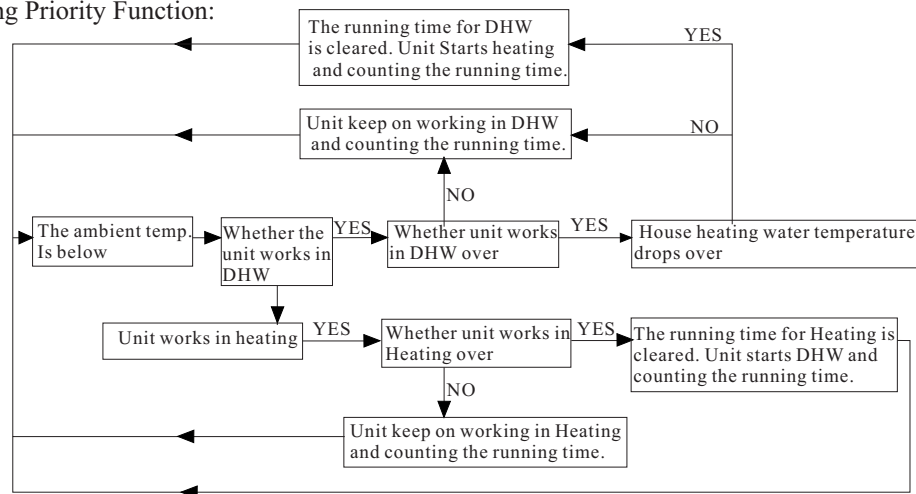 ng Priority Function:
The running time for DHW
is cleared. Unit Starts heating
and counting the running time.
YES
Unit keep on working in DHW
and counting the running time.
NO
NO
The ambient temp.
Is below
Whether the
unit works in
DHW
YES
Whether unit works
in DHW over
YES
House heating water temperature
drops over
Unit works in heating
YES
Whether unit works in
Heating over
YES
The running time for Heating is
cleared. Unit starts DHW and
counting the running time.
NO
Unit keep on working in Heating
and counting the running time.